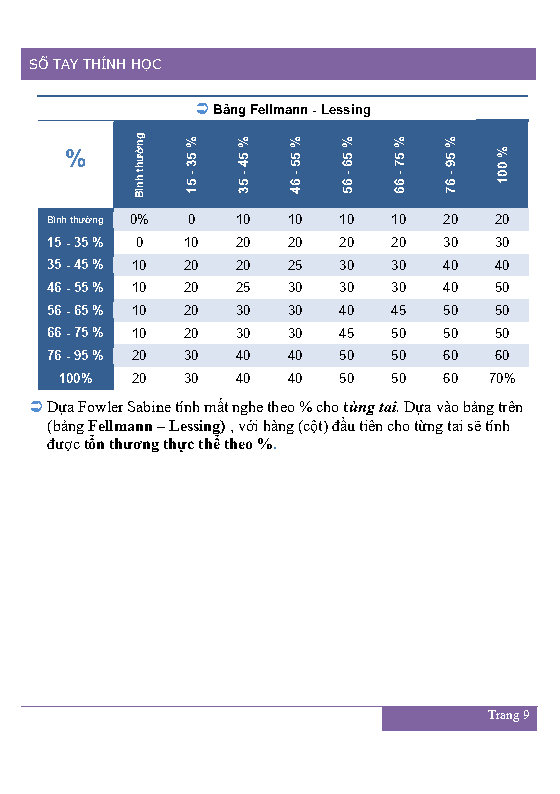 SỔ TAY THÍNH HỌC
➲ Bảng Fellmann - Lessing
% Bình thường 15 - 35 % 35 - 45 % 46 - 55 % 56 - 65 % 66 - 75 % 76 - 95 % 100 %
Bình thường 0% 0 10 10 10 10 20 20
15 - 35 % 0 10 20 20 20 20 30 30
35 - 45 % 10 20 20 25 30 30 40 40
46 - 55 % 10 20 25 30 30 30 40 50
56 - 65 % 10 20 30 30 40 45 50 50
66 - 75 % 10 20 30 30 45 50 50 50
76 - 95 % 20 30 40 40 50 50 60 60
100% 20 30 40 40 50 50 60 70%
➲ Dựa Fowler Sabine tính mất nghe theo % cho từng tai. Dựa vào bảng trên
(bảng Fellmann – Lessing) , với hàng (cột) đầu tiên cho từng tai sẽ tính
được tổn thương thực thể theo %.
Trang 9